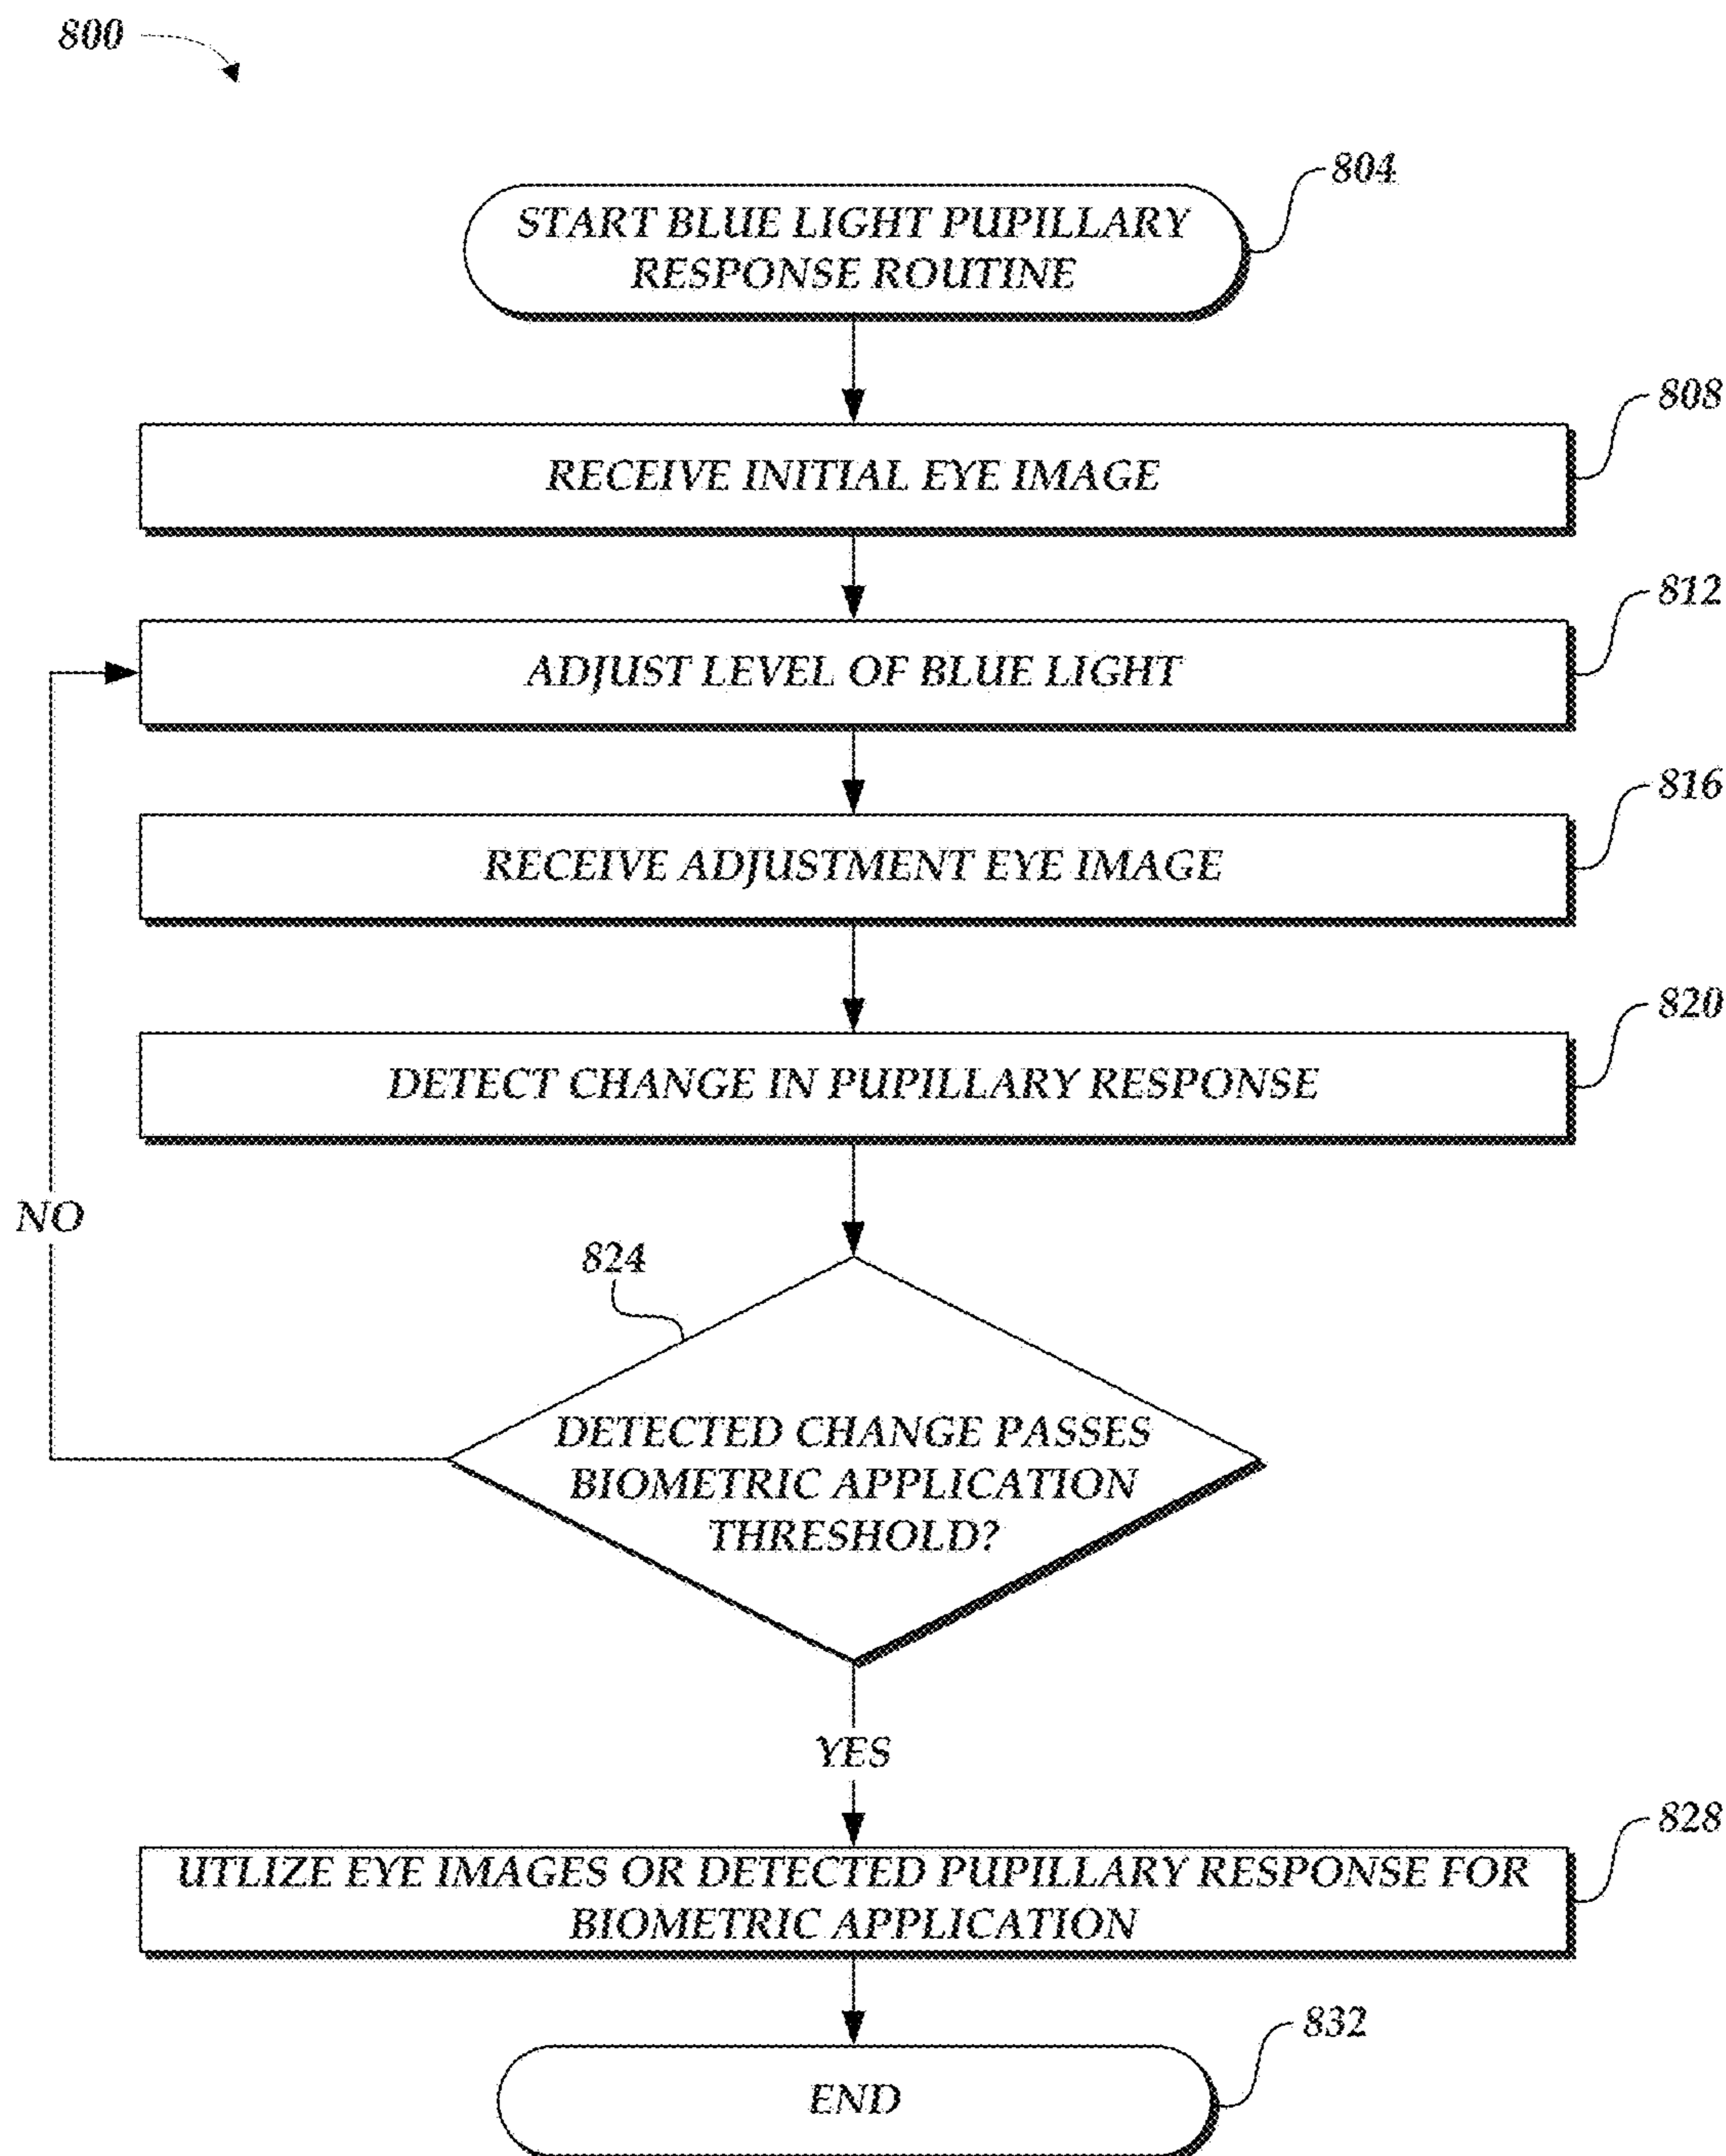 800
804
START BLUE LIGHT PUPILLARY
RESPONSE ROUTINE
808
RECEIVE INITIAL EYE IMAGE
812
ADJUST LEVEL OF BLUE LIGHT
816
RECEIVE ADJUSTMENT EYE IMAGE
820
DETECT CHANGE IN PUPILLARY RESPONSE
NO
824
DETECTED CHANGE PASSES
BIOMETRIC APPLICATION
THRESHOLD?
YES
828
UTLIZE EYE IMAGES OR DETECTED PUPILLARY RESPONSE FOR
BIOMETRIC APPLICATION
832
END